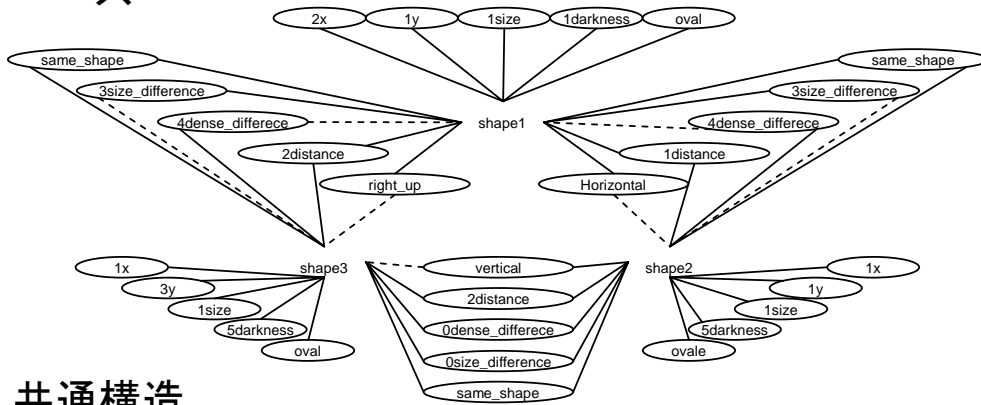 2x 1y 1size 1darkness oval
same_shape same_shape
3size_difference 3size_difference
4dense_differece shape1 4dense_differece
2distance 1distance
right_up Horizontal
shape3 vertical shape2
1x 1x
3y 2distance 1y
1size 1size
5darkness 0dense_differece 5darkness
oval ovale
0size_difference
same_shape
共通構造